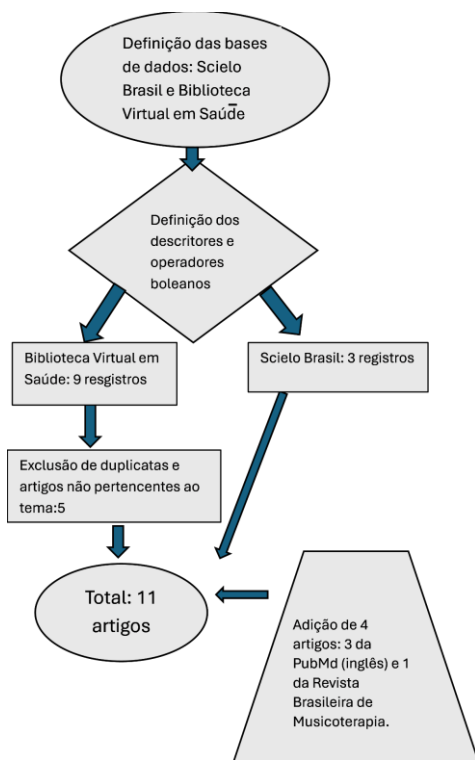 Definição das bases
de dados: Scielo
Brasil e Biblioteca
Virtual em Saúde
Definição dos
descritores e
operadores
boleanos
Biblioteca Virtual em
Saúde: 9 resgistros
Scielo Brasil: 3 registros
Exclusão de duplicatas e
artigos não pertencentes ao
tema:5
Total: 11
artigos
Adição de 4
artigos: 3 da
PubMd (inglês) e 1
da Revista
Brasileira de
Musicoterapia.